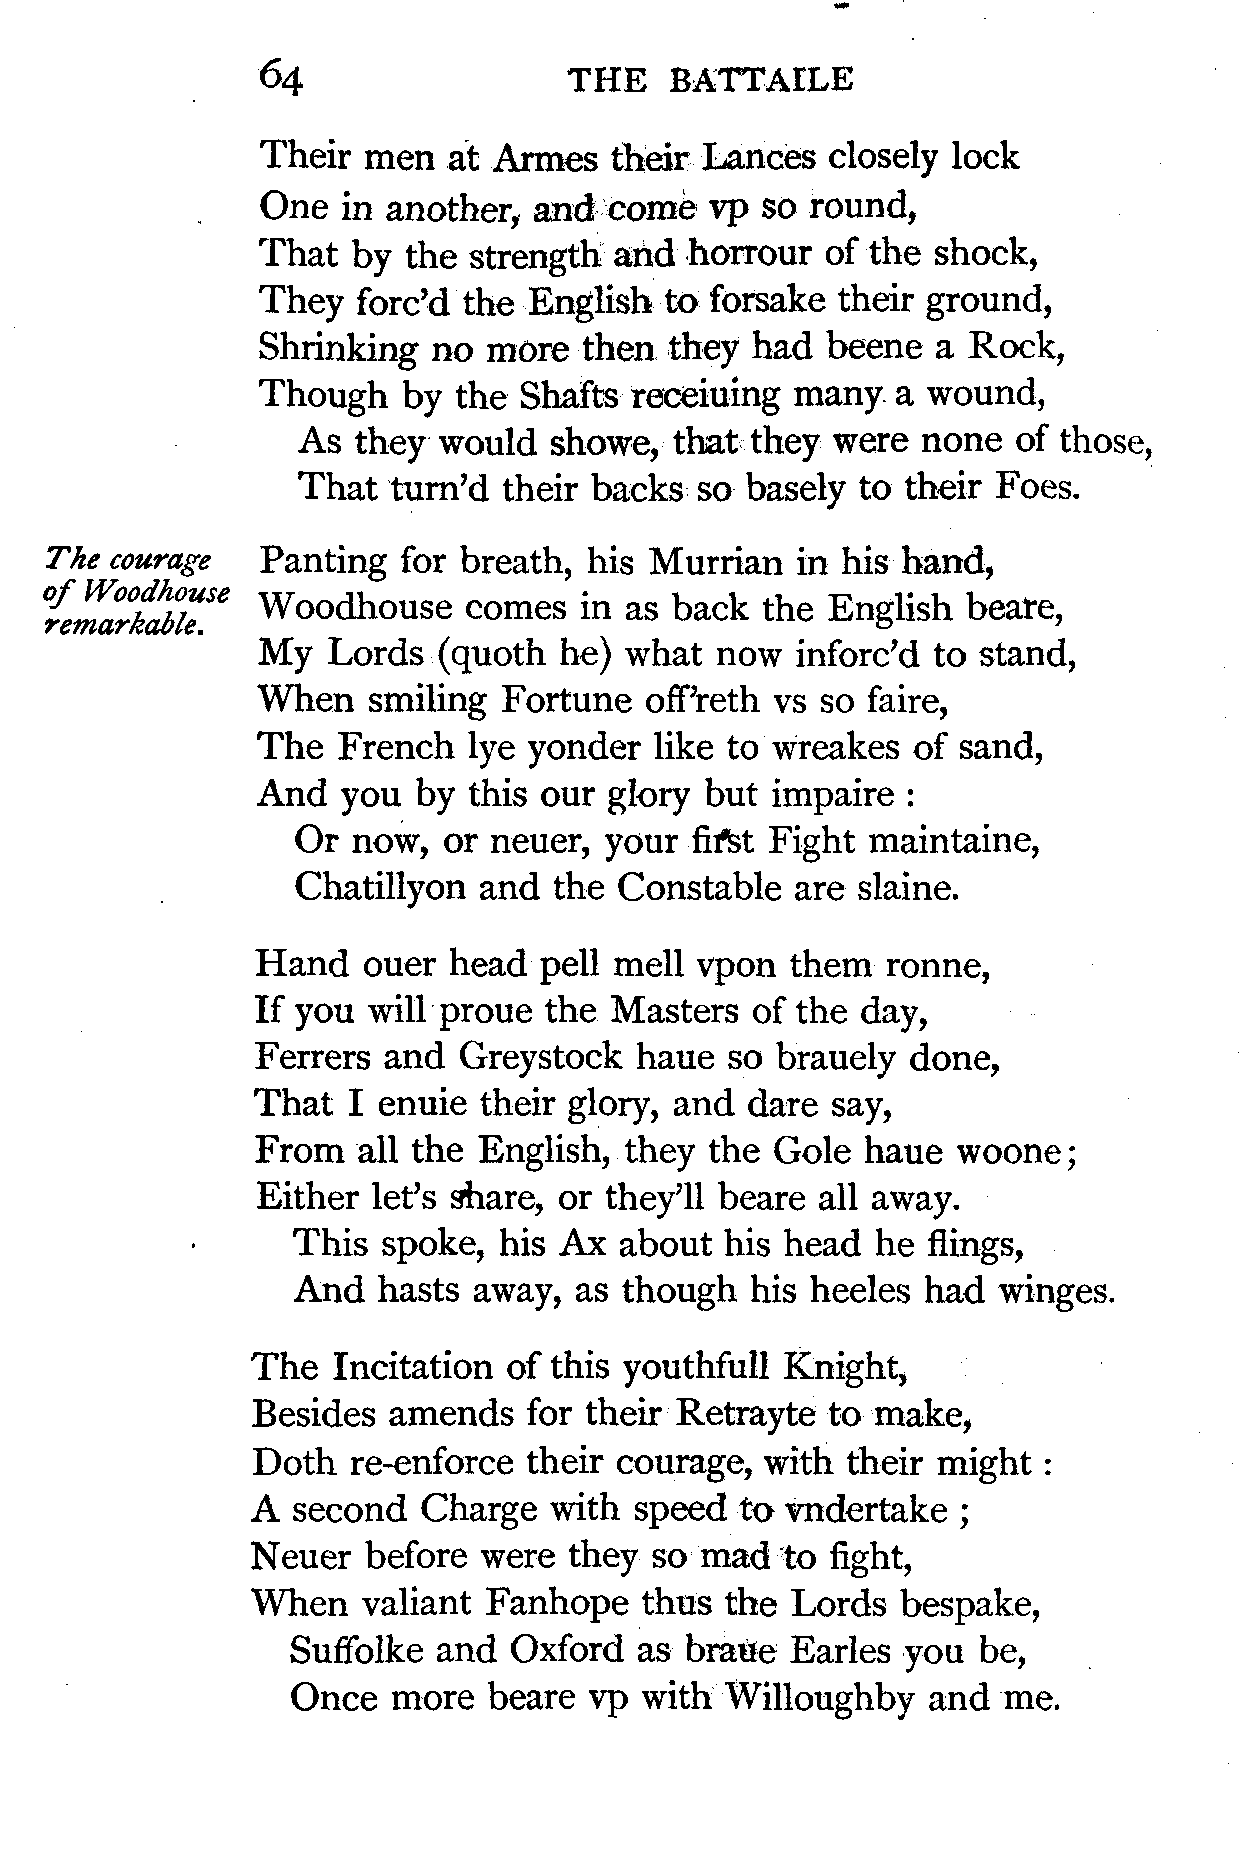 64 THE BATTAILE
Their men at Armes their Lances closely lock
One in another, and come vp so round,
That by the strength and horrour of the shock,
They forc'd the English to forsake their ground,
Shrinking no more then they had beene a Rock,
Though by the Shafts receiuing many a wound,
As they would showe, that they were none of those,
That turn'd their backs so basely to their Foes.
The courage
of Woodhouse
remarkable.
Panting for breath, his Murrian in his hand,
Woodhouse comes in as back the English beare,
My Lords (quoth he) what now inforc'd to stand,
When smiling Fortune off'reth vs so faire,
The French lye yonder like to wreakes of sand,
And you by this our glory but impaire :
Or now, or neuer, your first Fight maintaine,
Chatillyon and the Constable are slaine.
Hand ouer head pell mell vpon them ronne,
If you will proue the Masters of the day,
Ferrers and Greystock haue so brauely done,
That I enuie their glory, and dare say,
From all the English, they the Gole haue woone;
Either let's share, or they'll beare all away.
This spoke, his Ax about his head he flings,
And hasts away, as though his heeles had winges.
The Incitation of this youthfull Knight,
Besides amends for their Retrayte to make,
Doth re-enforce their courage, with their might :
A second Charge with speed to vndertake ;
Neuer before were they so mad to fight,
When valiant Fanhope thus the Lords bespake,
Suffolke and Oxford as braue Earles you be,
Once more beare vp with Willoughby and me.